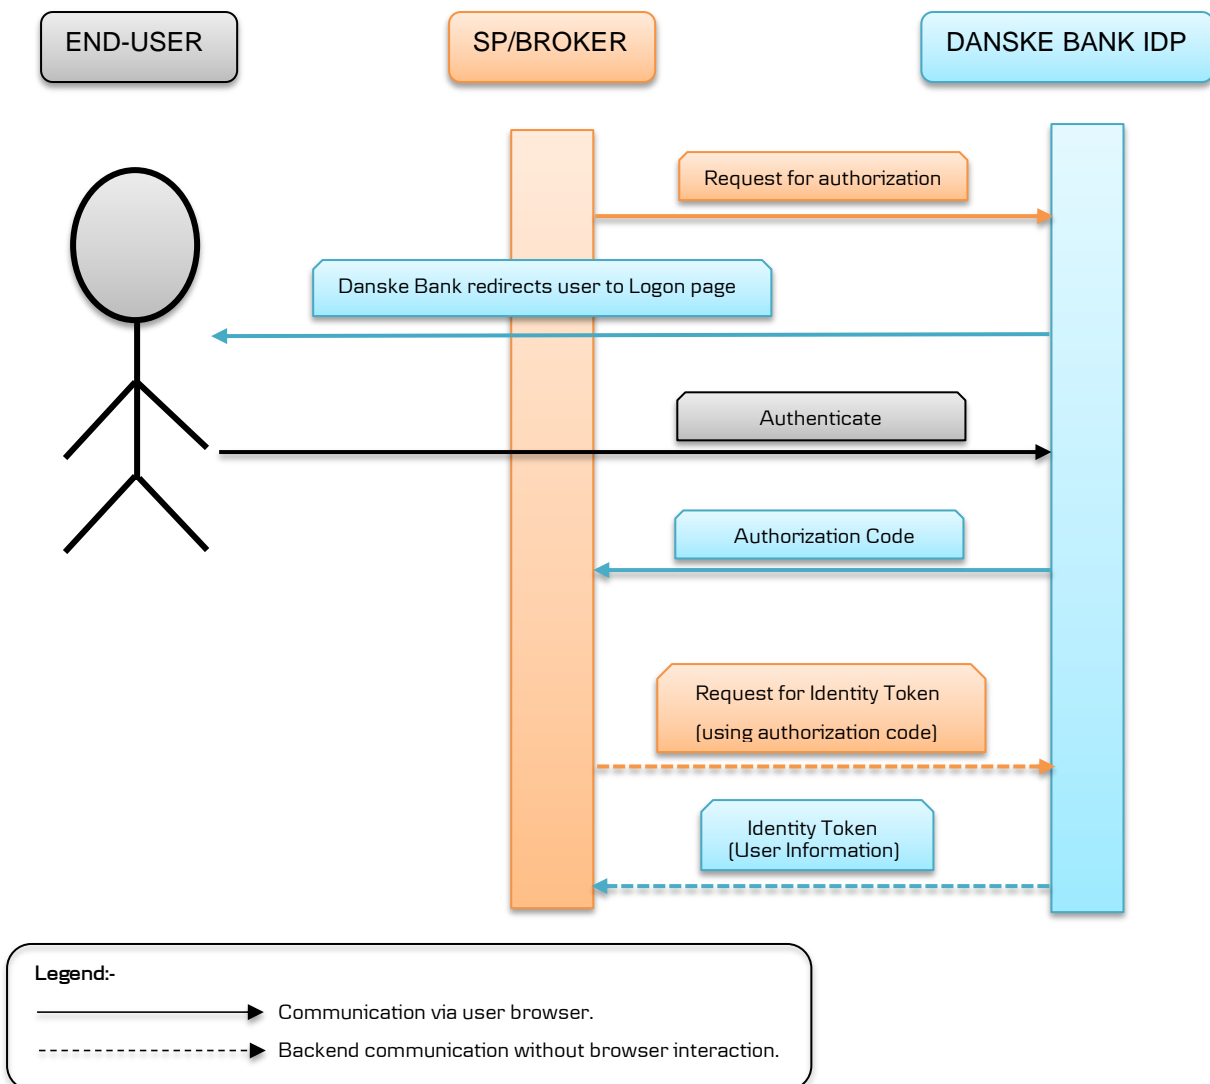 END-USER
SP/BROKER
DANSKE BANK IDP
Request for authorization
Danske Bank redirects user to Logon page
Authenticate
Authorization Code
Request for Identity Token
(using authorization code)
Identity Token
(User Information)
Legend:-
Communication via user browser.
Backend communication without browser interaction.